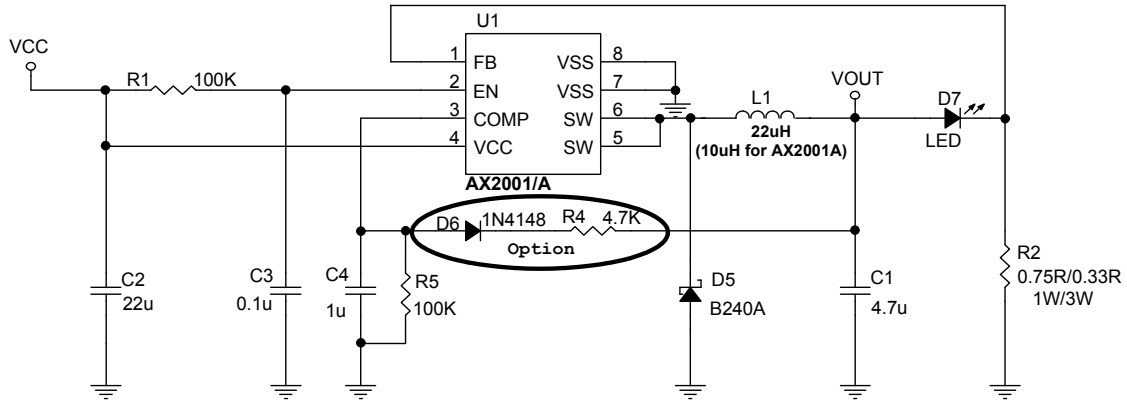 U1
VCC
R1
100K
1 FB
2 EN
3 COMP
4 VCC
VSS 8
VSS 7
SW 6
SW 5
AX2001/A
L1
22uH
(10uH for AX2001A)
VOUT
D7
LED
D6
1N4148
R4
4.7K
Option
C2
22u
C3
0.1u
C4
1u
R5
100K
D5
B240A
C1
4.7u
R2
0.75R/0.33R
1W/3W